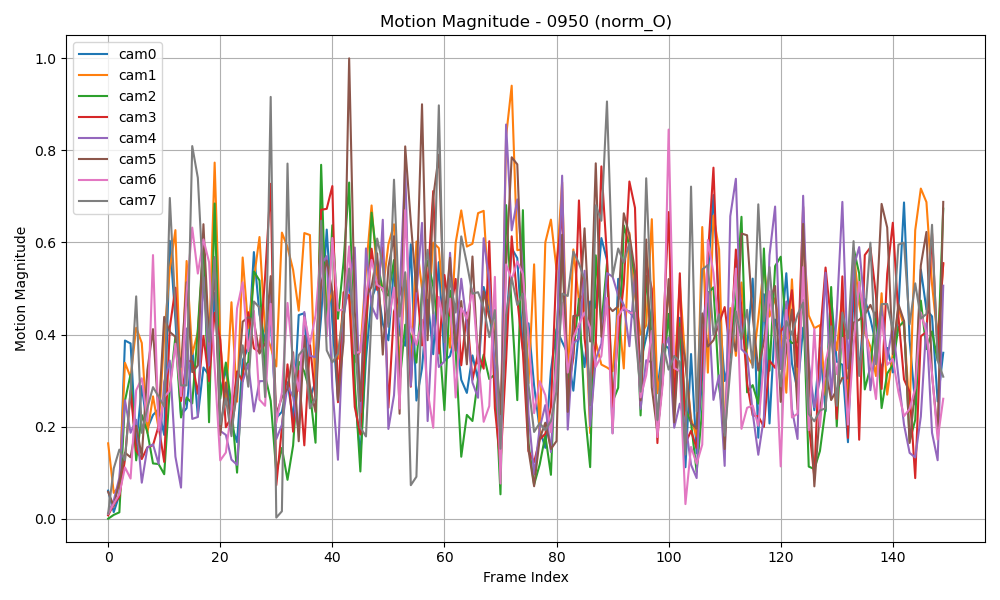 Motion Magnitude - 0950 (norm_O)
cam0
cam1
cam2
cam3
cam4
cam5
cam6
cam7
1.0
0.8
0.6
0.4
0.2
0.0
Motion Magnitude
0 20 40 60 80 100 120 140
Frame Index